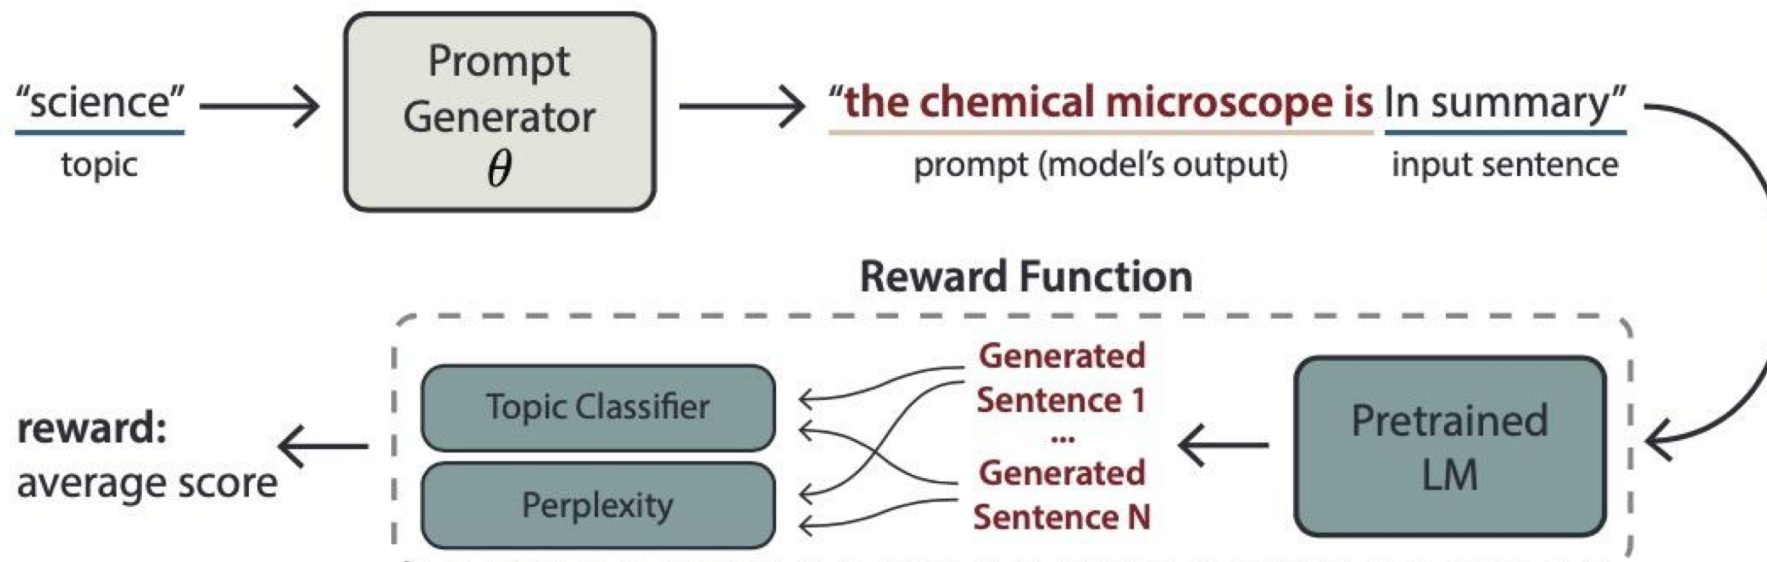 “science”
topic
Prompt
Generator
θ
“the chemical microscope is In summary”
prompt (model’s output)
input sentence
Reward Function
Topic Classifier
Perplexity
Generated
Sentence 1
...
Generated
Sentence N
Pretrained
LM
reward:
average score